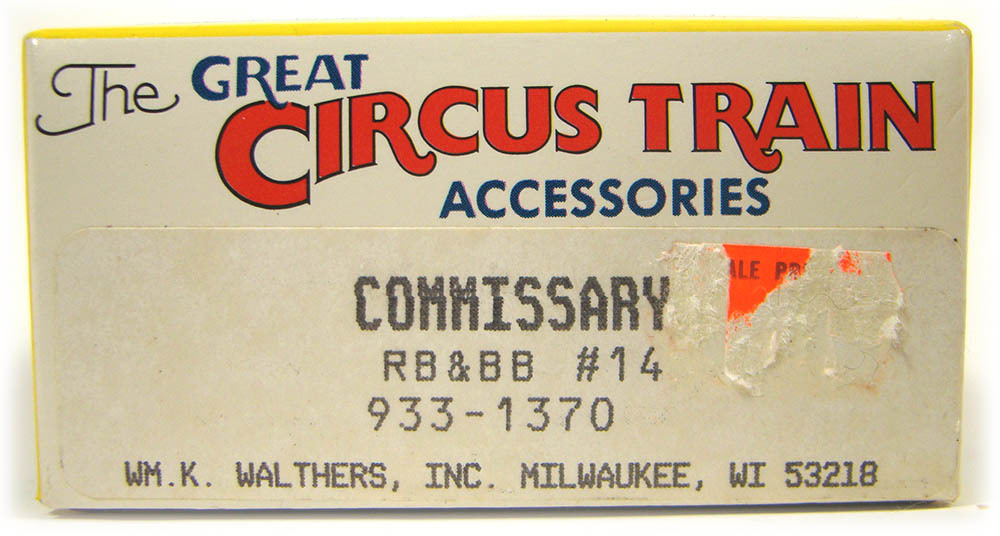 The GREAT
CIRCUS TRAIN
ACCESSORIES
COMMISSARY
RB&BB #14
933-1370
WM.K. WALTHERS, INC. MILWAUKEE, WI 53218